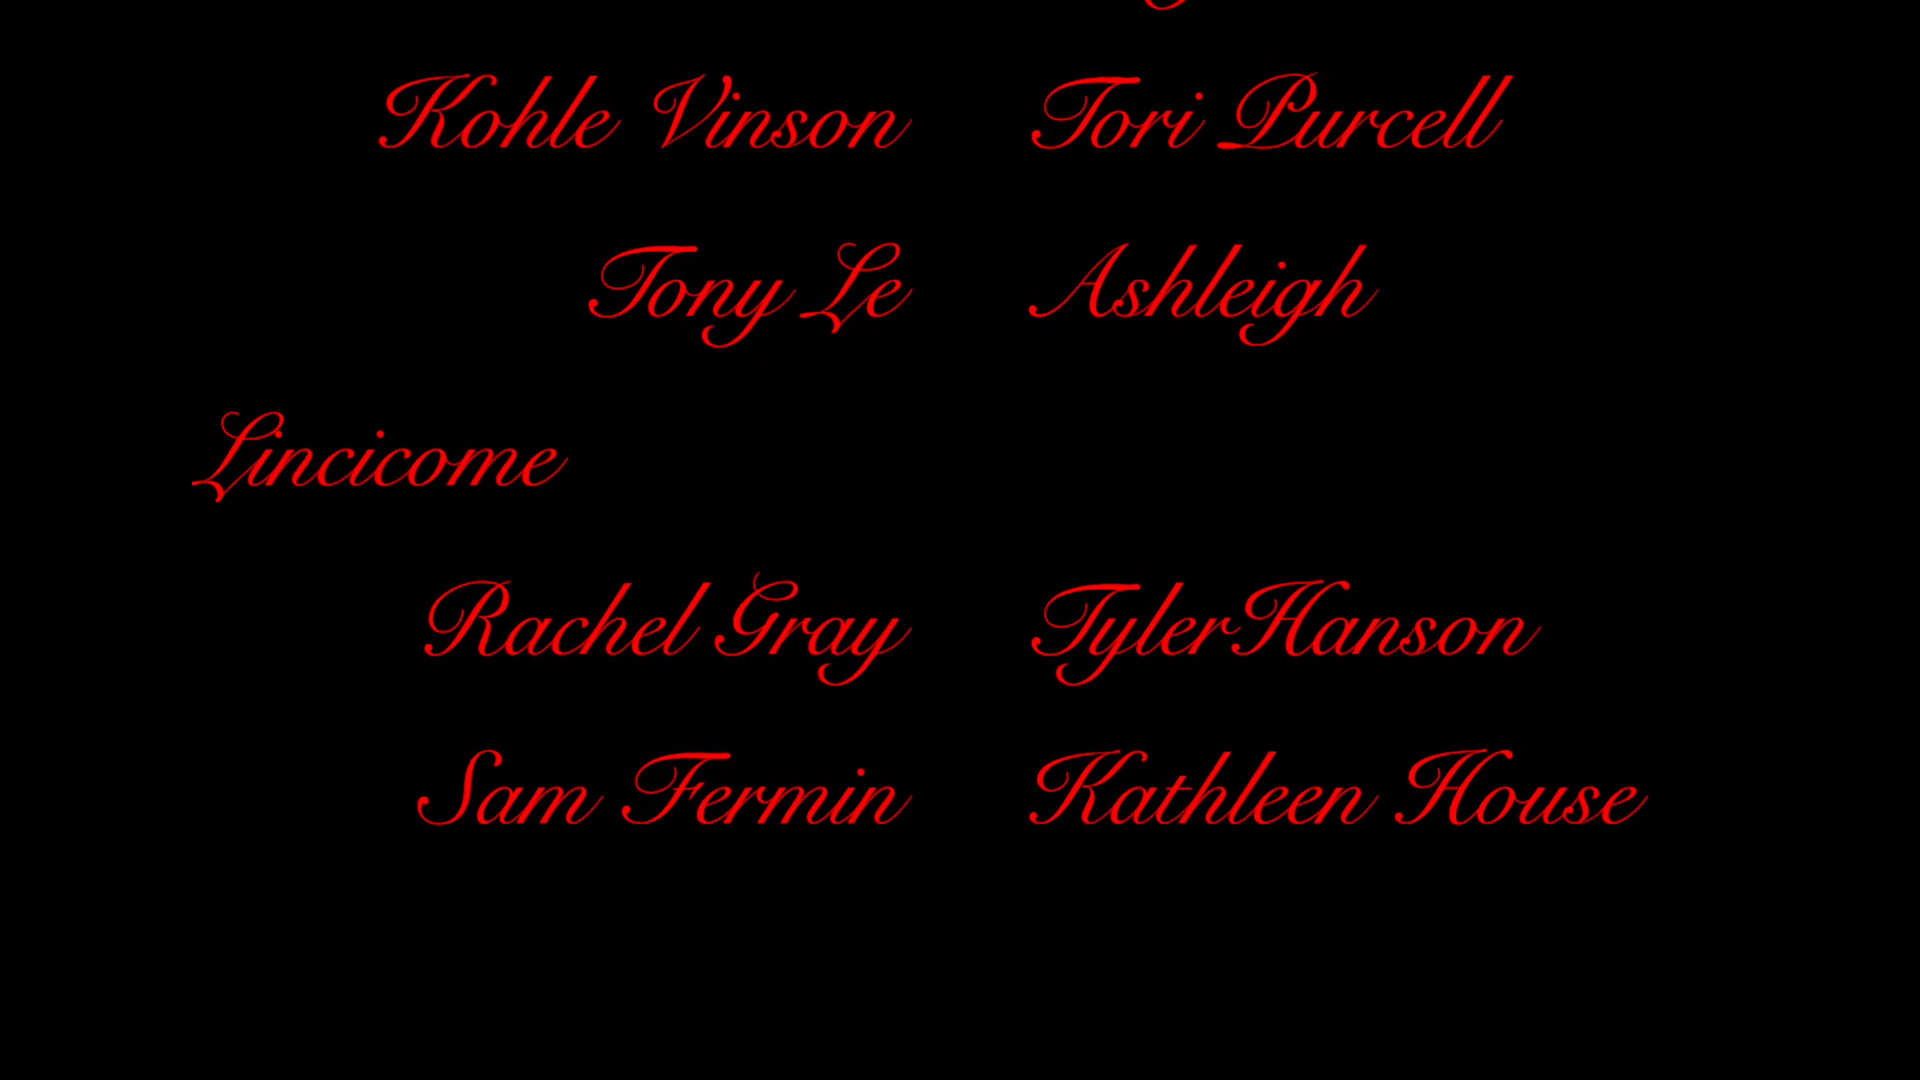 Kohle Vinson Tori Purcell
Tony Le Ashleigh
Lincicome
Rachel Gray TylerHanson
Sam Fermin Kathleen House